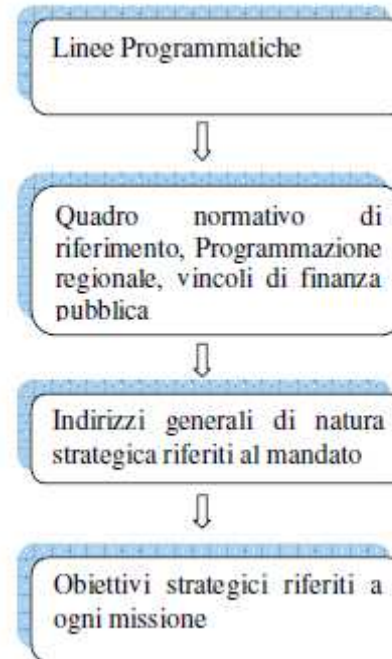 Linee Programmatiche
Quadro normativo di
riferimento, Programmazione
regionale, vincoli di finanza
pubblica
Indirizzi generali di natura
strategica riferiti al mandato
Obiettivi strategici riferiti a
ogni missione